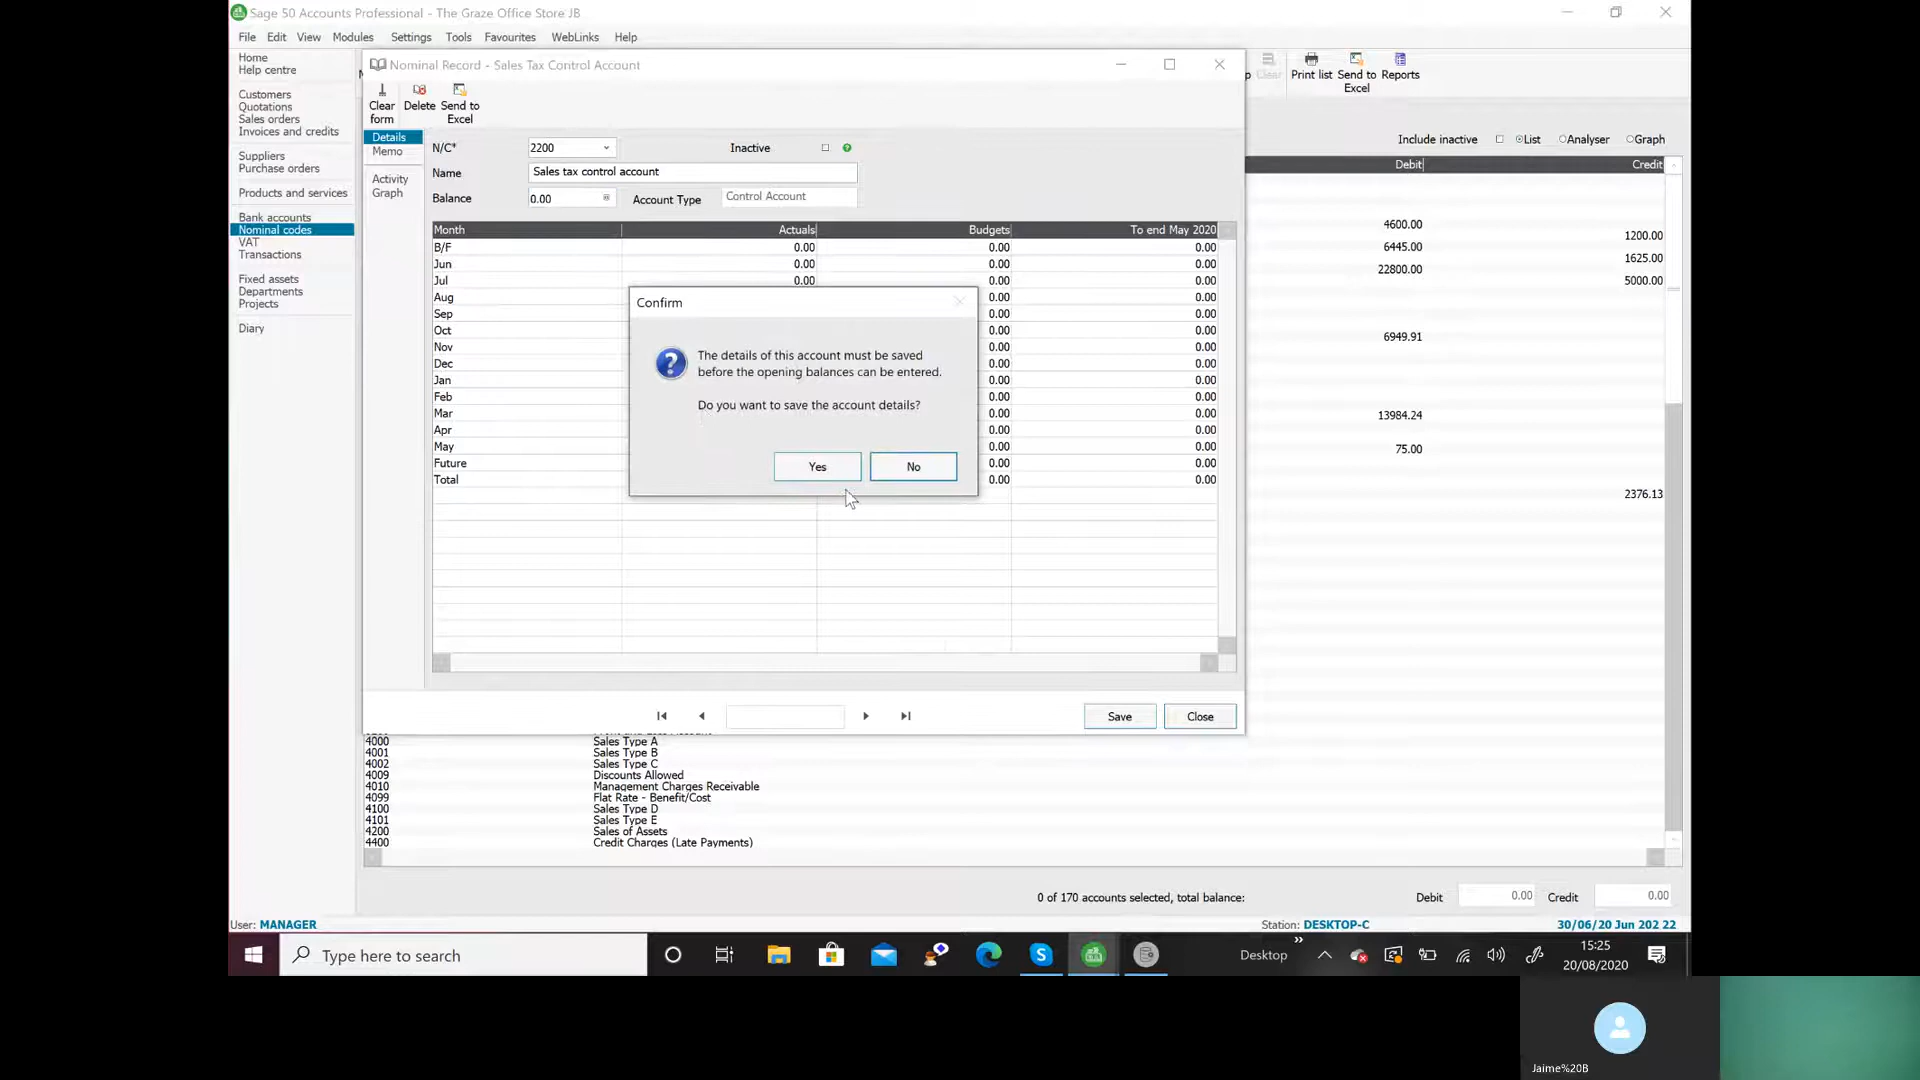 Sage 50 Accounts Professional - The Graze Office Store JB
File Edit View Modules Settings Tools Favourites WebLinks Help
Home
Help centre
Customers
Quotations
Sales orders
Invoices and credits
Suppliers
Purchase orders
Products and services
Bank accounts
Nominal codes
VAT
Transactions
Fixed assets
Departments
Projects
Diary
Nominal Record - Sales Tax Control Account
Clear form Delete Send to Excel
Details
Memo
Activity
Graph
N/C* 2200 Inactive
Name Sales tax control account
Balance 0.00 Account Type Control Account
Month Actuals Budgets To end May 2020
B/F 0.00 0.00 0.00
Jun 0.00 0.00 0.00
Jul 0.00 0.00 0.00
Aug 0.00 0.00
Sep 0.00 0.00
Oct 0.00 0.00
Nov 0.00 0.00
Dec 0.00 0.00
Jan 0.00 0.00
Feb 0.00 0.00
Mar 0.00 0.00
Apr 0.00 0.00
May 0.00 0.00
Future 0.00 0.00
Total 0.00 0.00
Confirm
The details of this account must be saved
before the opening balances can be entered.
Do you want to save the account details?
Yes No
Save Close
Clear Print list Send to Excel Reports
Include inactive List Analyser Graph
Debit Credit
4600.00
1200.00
6445.00
1625.00
22800.00
5000.00
6949.91
13984.24
75.00
2376.13
4000 Sales Type A
4001 Sales Type B
4002 Sales Type C
4009 Discounts Allowed
4010 Management Charges Receivable
4099 Flat Rate - Benefit/Cost
4100 Sales Type D
4101 Sales Type E
4200 Sales of Assets
4400 Credit Charges (Late Payments)
0 of 170 accounts selected, total balance: Debit 0.00 Credit 0.00
User: MANAGER Station: DESKTOP-C 30/06/20 Jun 202 22
Type here to search
Desktop
15:25
20/08/2020
Jaime%20B